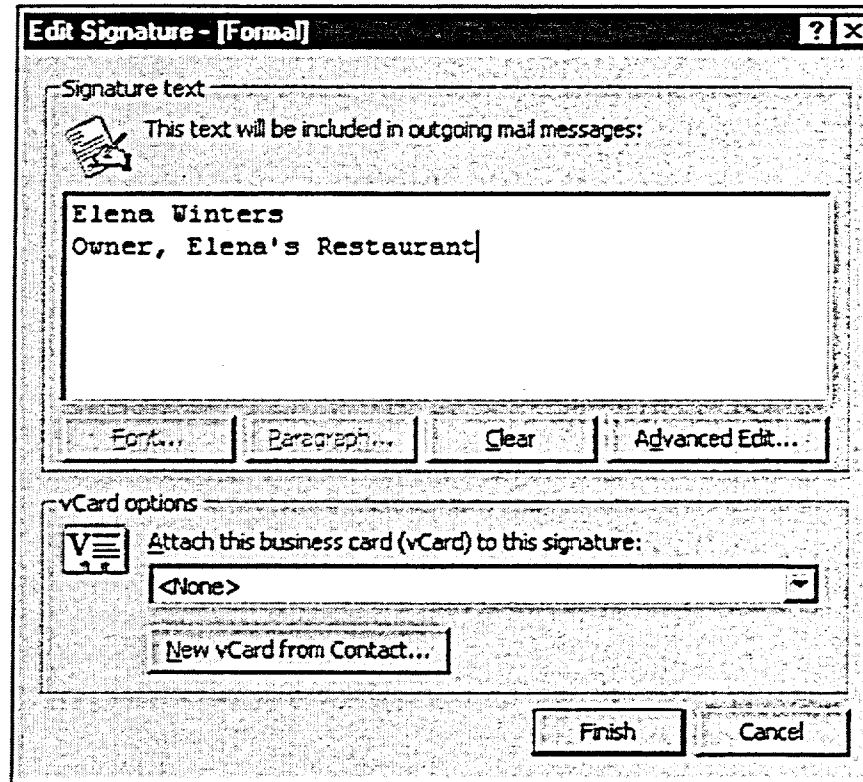 Edit Signature - [Formal]
? X
Signature text
This text will be included in outgoing mail messages:
Elena Winters
Owner, Elena's Restaurant
Font... Paragraph... Clear Advanced Edit...
vCard options
V
Attach this business card (vCard) to this signature:
<None>
New vCard from Contact...
Finish Cancel